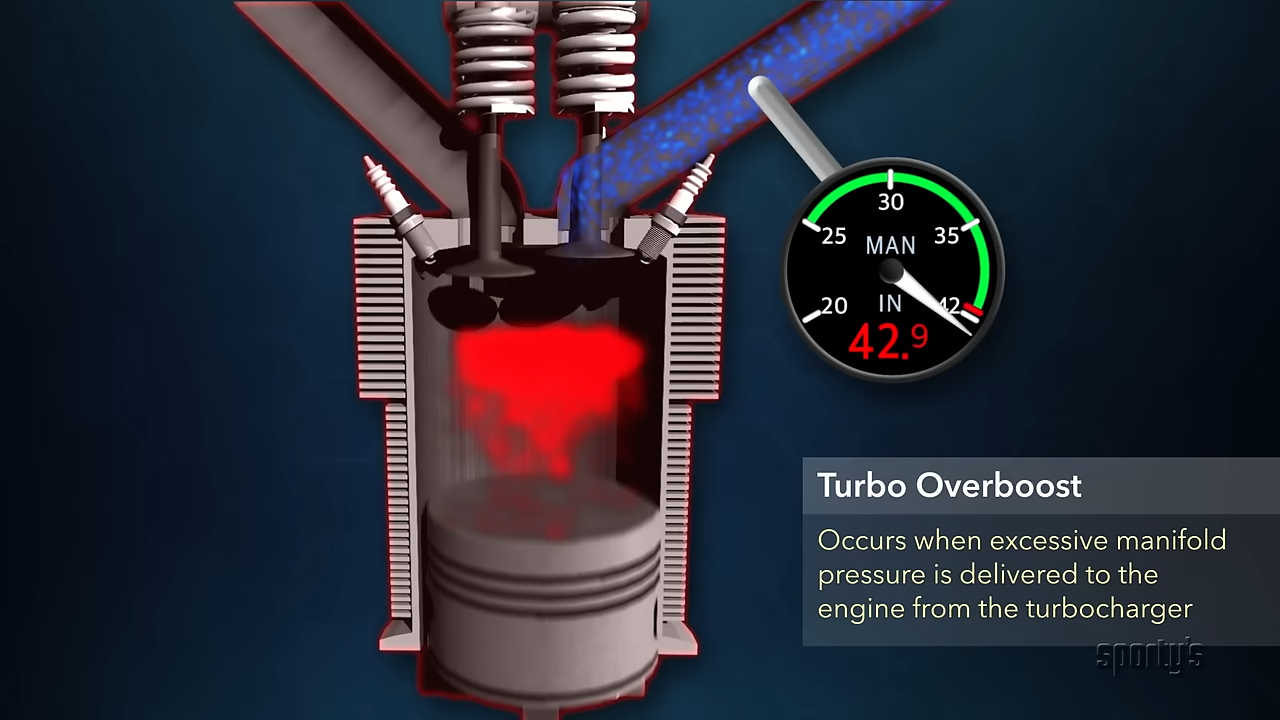 30
25
35
MAN
20
IN
42
42.9
Turbo Overboost
Occurs when excessive manifold
pressure is delivered to the
engine from the turbocharger
sporty's